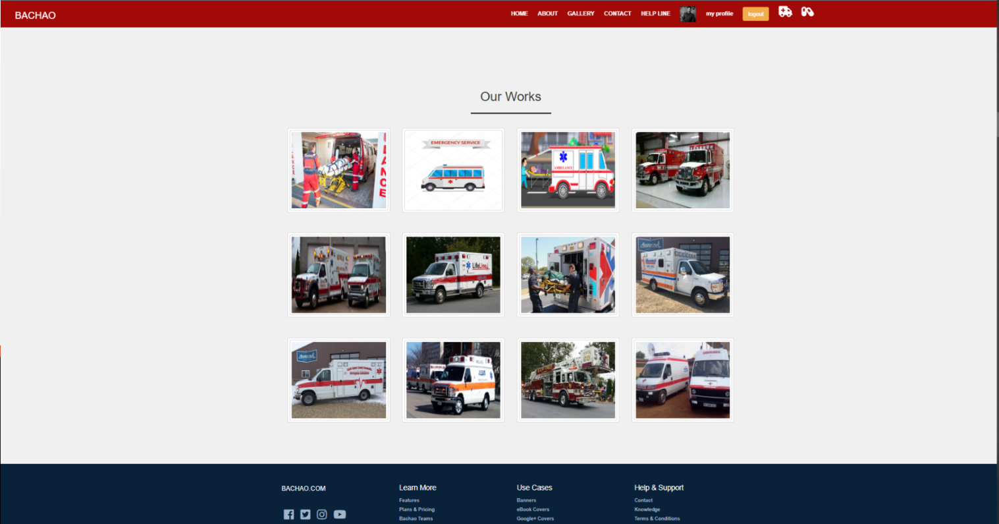 BACHAO
HOME ABOUT GALLERY CONTACT HELP LINE my profile logout
Our Works
EMERGENCY SERVICE
AMBULANCE
LifeLine
BACHAO.COM
Learn More
Features
Plans & Pricing
Bachao Teams
Use Cases
Banners
eBook Covers
Google+ Covers
Help & Support
Contact
Knowledge
Terms & Conditions